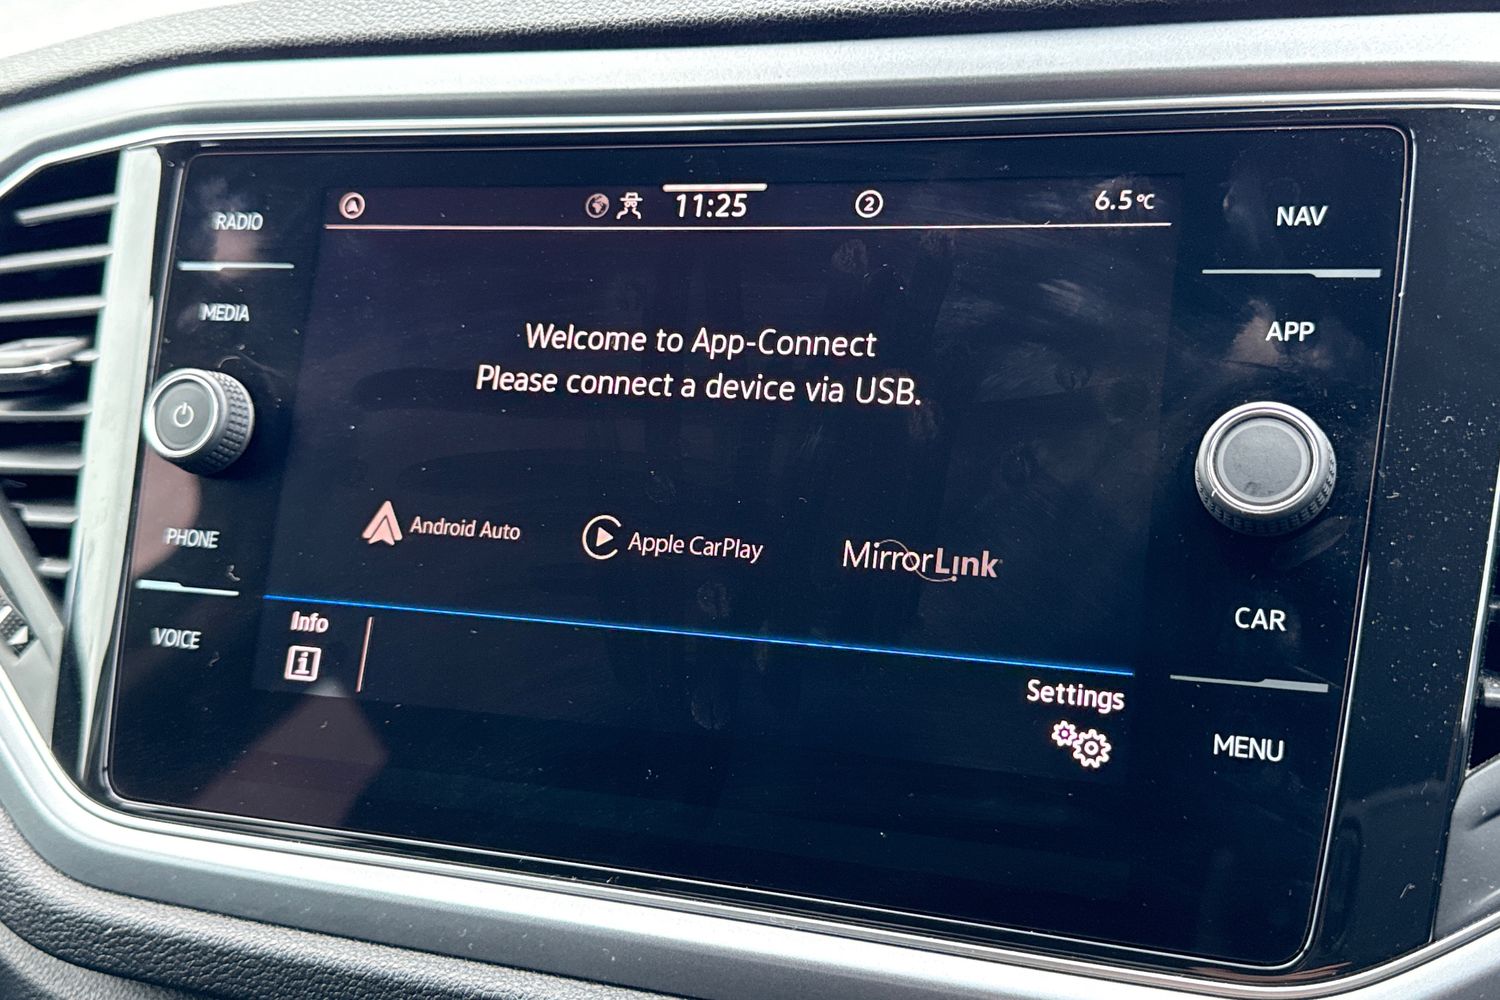 11:25
2
6.5°C
RADIO
NAV
MEDIA
APP
Welcome to App-Connect
Please connect a device via USB.
Android Auto
Apple CarPlay
MirrorLink
PHONE
VOICE
CAR
Info
i
Settings
MENU